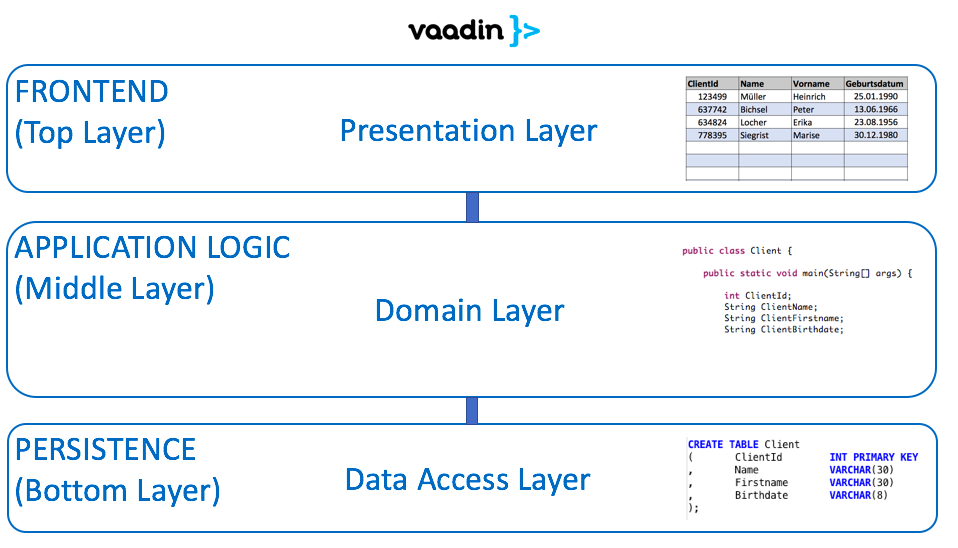 vaadin }>
FRONTEND
(Top Layer)
Presentation Layer
ClientId Name Vorname Geburtsdatum
123499 Müller Heinrich 25.01.1990
637742 Bichsel Peter 13.06.1966
634824 Locher Erika 23.08.1956
778395 Siegrist Marise 30.12.1980
APPLICATION LOGIC
(Middle Layer)
Domain Layer
public class Client {
public static void main(String[] args) {
int ClientId;
String ClientName;
String ClientFirstname;
String ClientBirthdate;
PERSISTENCE
(Bottom Layer)
Data Access Layer
CREATE TABLE Client
( ClientId INT PRIMARY KEY
, Name VARCHAR(30)
, Firstname VARCHAR(30)
, Birthdate VARCHAR(8)
);